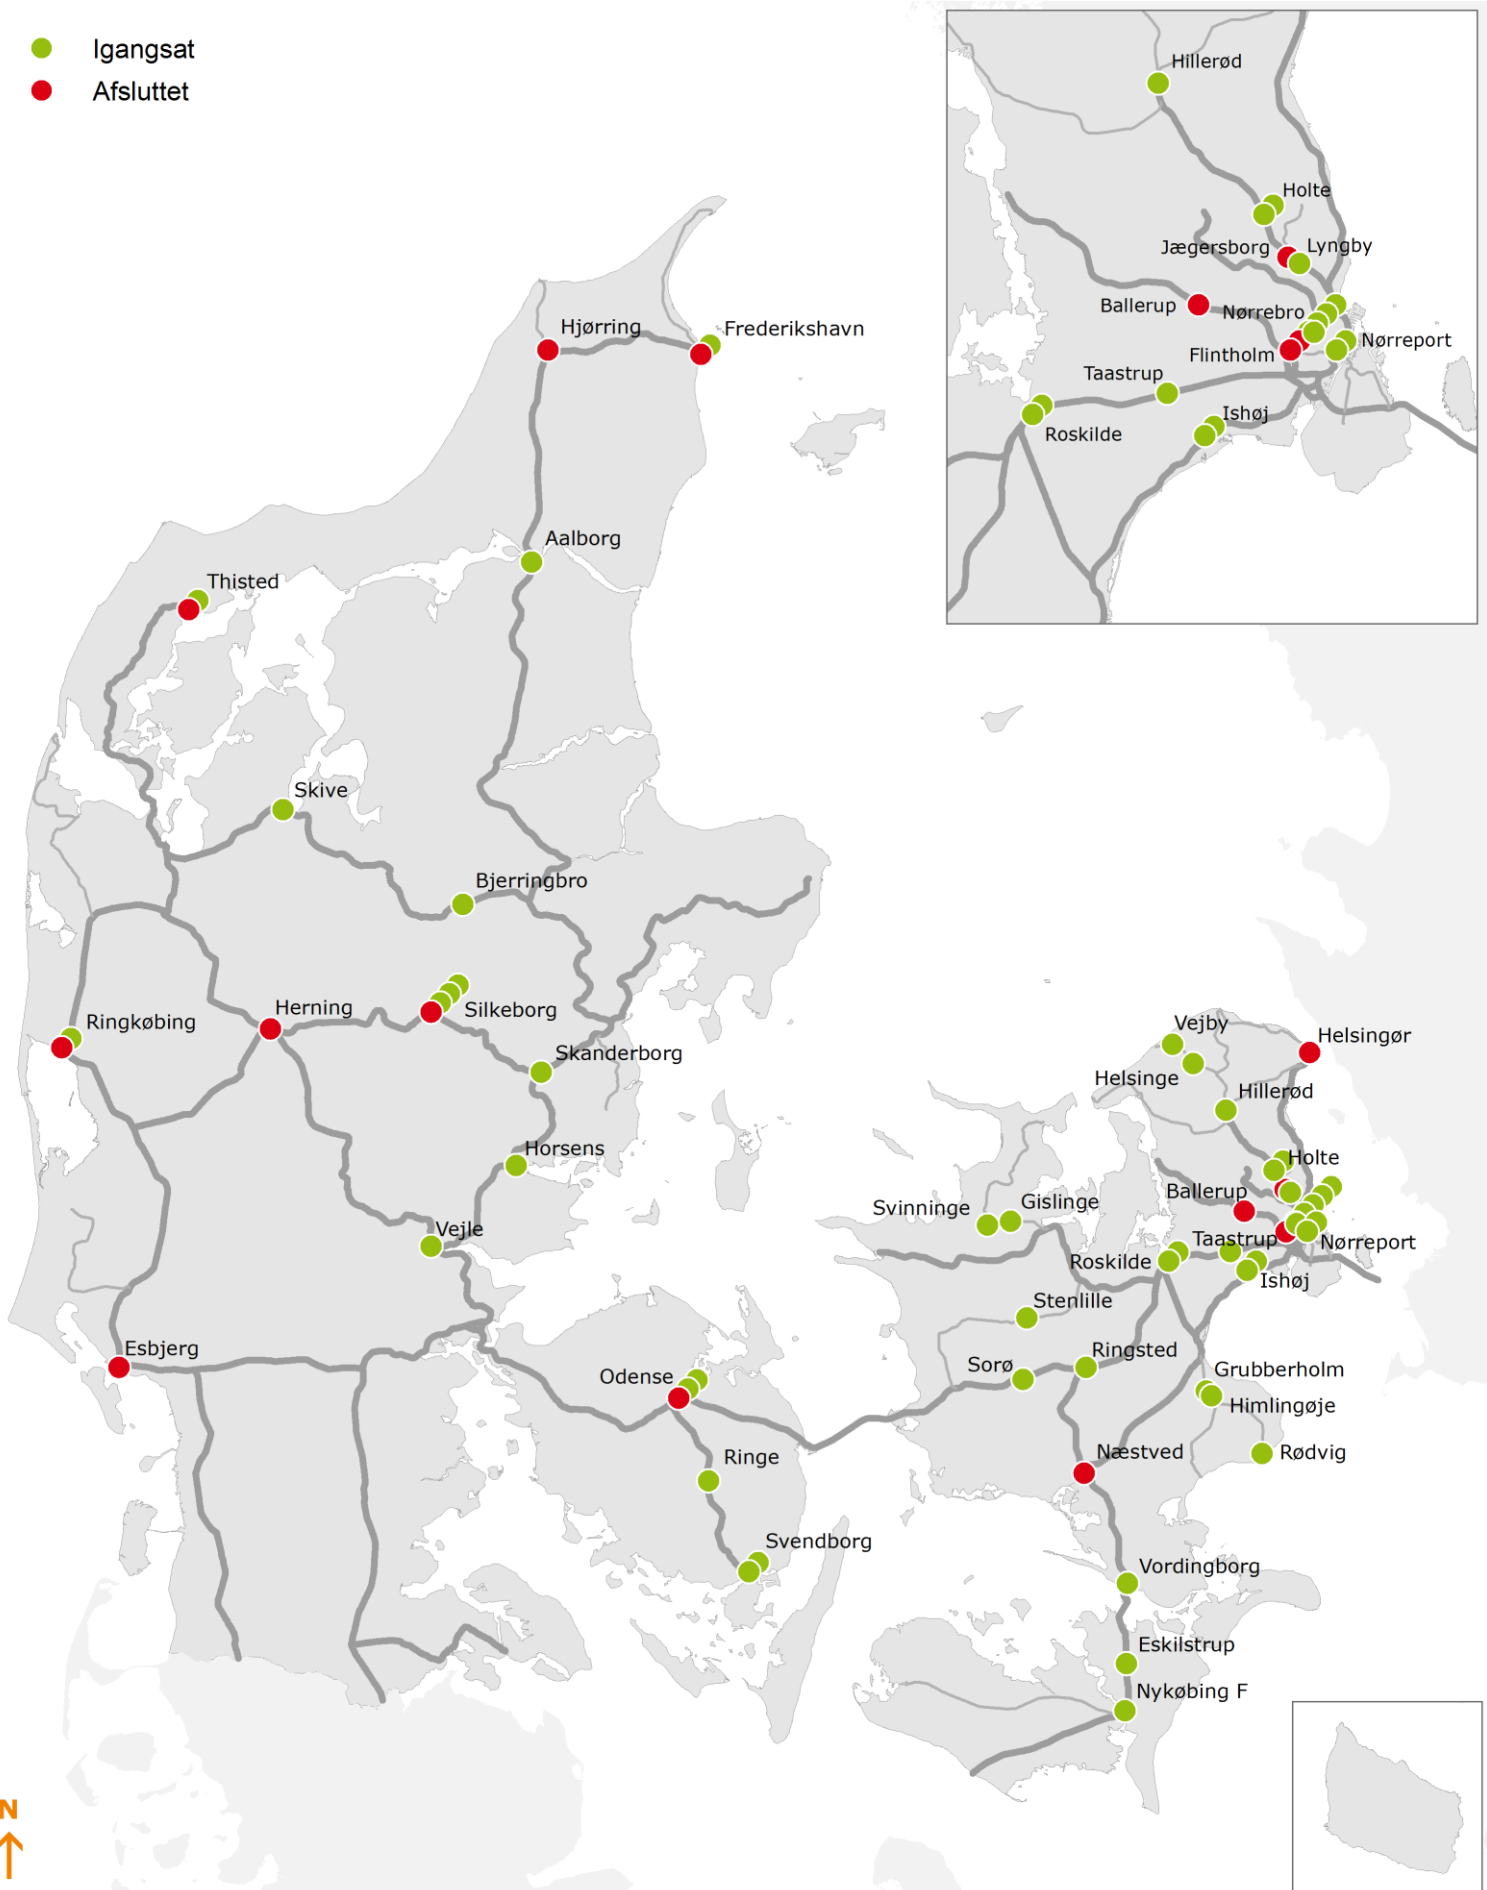 Igangsat
Afsluttet
Hillerød
Holte
Jægersborg
Lyngby
Ballerup
Nørrebro
Nørreport
Flintholm
Taastrup
Ishøj
Roskilde
Hjørring
Frederikshavn
Aalborg
Thisted
Skive
Bjerringbro
Herning
Silkeborg
Ringkøbing
Skanderborg
Horsens
Vejle
Esbjerg
Odense
Ringe
Svendborg
Vejby
Helsingør
Helsinge
Hillerød
Holte
Ballerup
Svinninge
Gislinge
Taastrup
Nørreport
Roskilde
Ishøj
Stenlille
Ringsted
Sorø
Grubberholm
Himlingøje
Næstved
Rødvig
Vordingborg
Eskilstrup
Nykøbing F
N